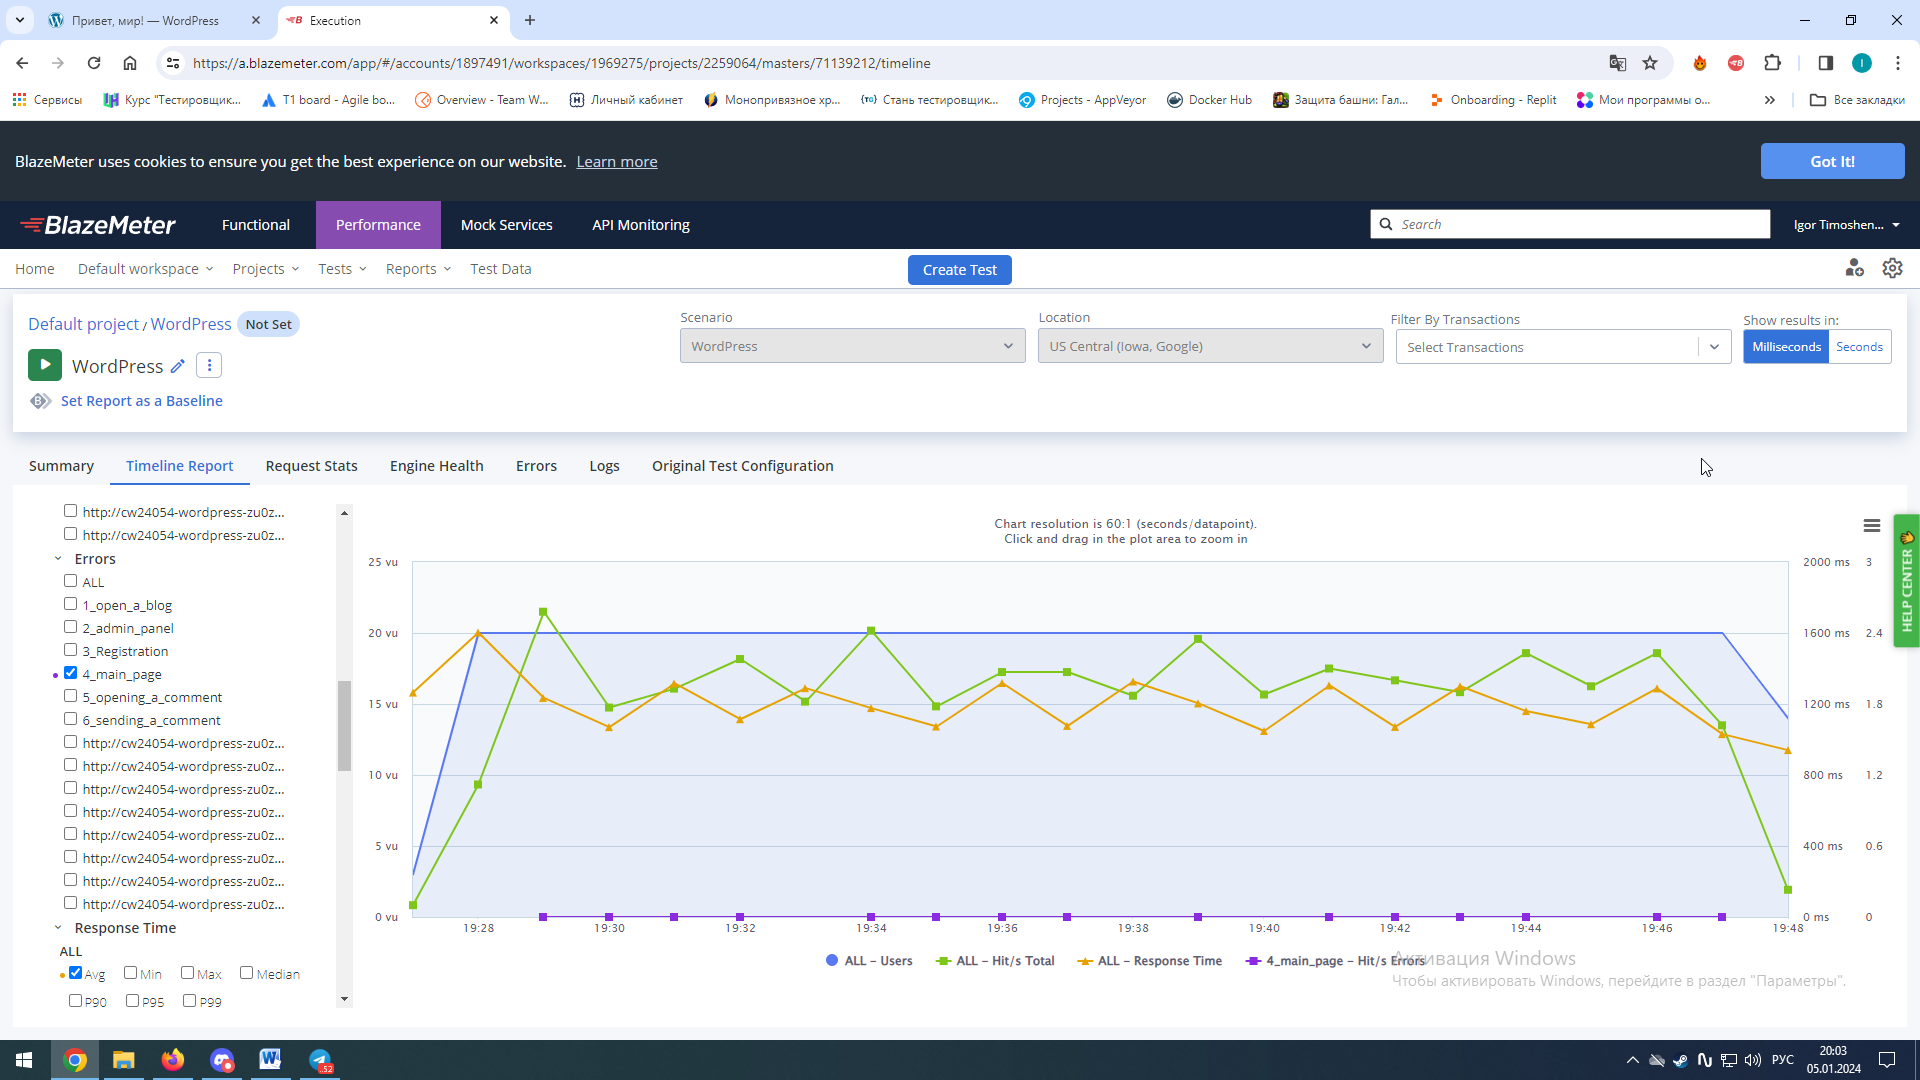 Привет, мир! — WordPress
Execution
https://a.blazemeter.com/app/#/accounts/1897491/workspaces/1969275/projects/2259064/masters/71139212/timeline
Сервисы
Курс "Тестировщик...
T1 board - Agile bo...
Overview - Team W...
Личный кабинет
Монопривязное хр...
Стань тестировщик...
Projects - AppVeyor
Docker Hub
Защита башни: Гал...
Onboarding - Replit
Мои программы о...
Все закладки
BlazeMeter uses cookies to ensure you get the best experience on our website. Learn more
Got It!
BlazeMeter
Functional
Performance
Mock Services
API Monitoring
Search
Igor Timoshen...
Home
Default workspace
Projects
Tests
Reports
Test Data
Create Test
Default project / WordPress
Not Set
WordPress
Set Report as a Baseline
Scenario
WordPress
Location
US Central (Iowa, Google)
Filter By Transactions
Select Transactions
Show results in:
Milliseconds
Seconds
Summary
Timeline Report
Request Stats
Engine Health
Errors
Logs
Original Test Configuration
http://cw24054-wordpress-zu0z...
http://cw24054-wordpress-zu0z...
Errors
ALL
1_open_a_blog
2_admin_panel
3_Registration
4_main_page
5_opening_a_comment
6_sending_a_comment
http://cw24054-wordpress-zu0z...
http://cw24054-wordpress-zu0z...
http://cw24054-wordpress-zu0z...
http://cw24054-wordpress-zu0z...
http://cw24054-wordpress-zu0z...
http://cw24054-wordpress-zu0z...
http://cw24054-wordpress-zu0z...
http://cw24054-wordpress-zu0z...
Response Time
ALL
Avg Min Max Median
P90 P95 P99
Chart resolution is 60:1 (seconds/datapoint).
Click and drag in the plot area to zoom in
25 vu
20 vu
15 vu
10 vu
5 vu
0 vu
2000 ms 3
1600 ms 2.4
1200 ms 1.8
800 ms 1.2
400 ms 0.6
0 ms 0
19:28 19:30 19:32 19:34 19:36 19:38 19:40 19:42 19:44 19:46 19:48
ALL - Users
ALL - Hit/s Total
ALL - Response Time
4_main_page - Hit/s Errors
HELP CENTER
Активация Windows
Чтобы активировать Windows, перейдите в раздел "Параметры".
52
РУС
20:03
05.01.2024